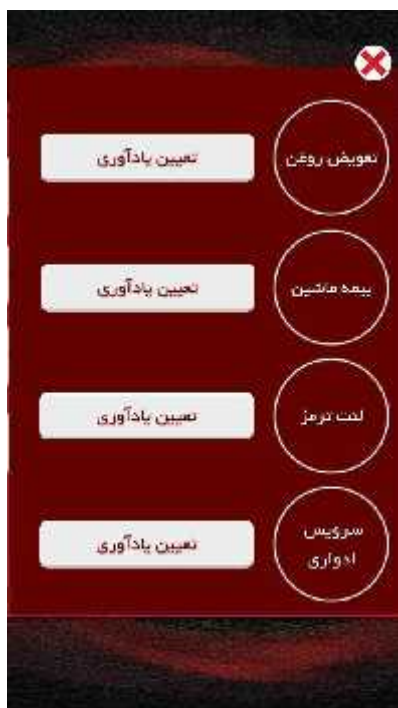 تعویض روغن
تعیین یادآوری
بیمه ماشین
تعیین یادآوری
لنت ترمز
تعیین یادآوری
سرویس
ادواری
تعیین یادآوری